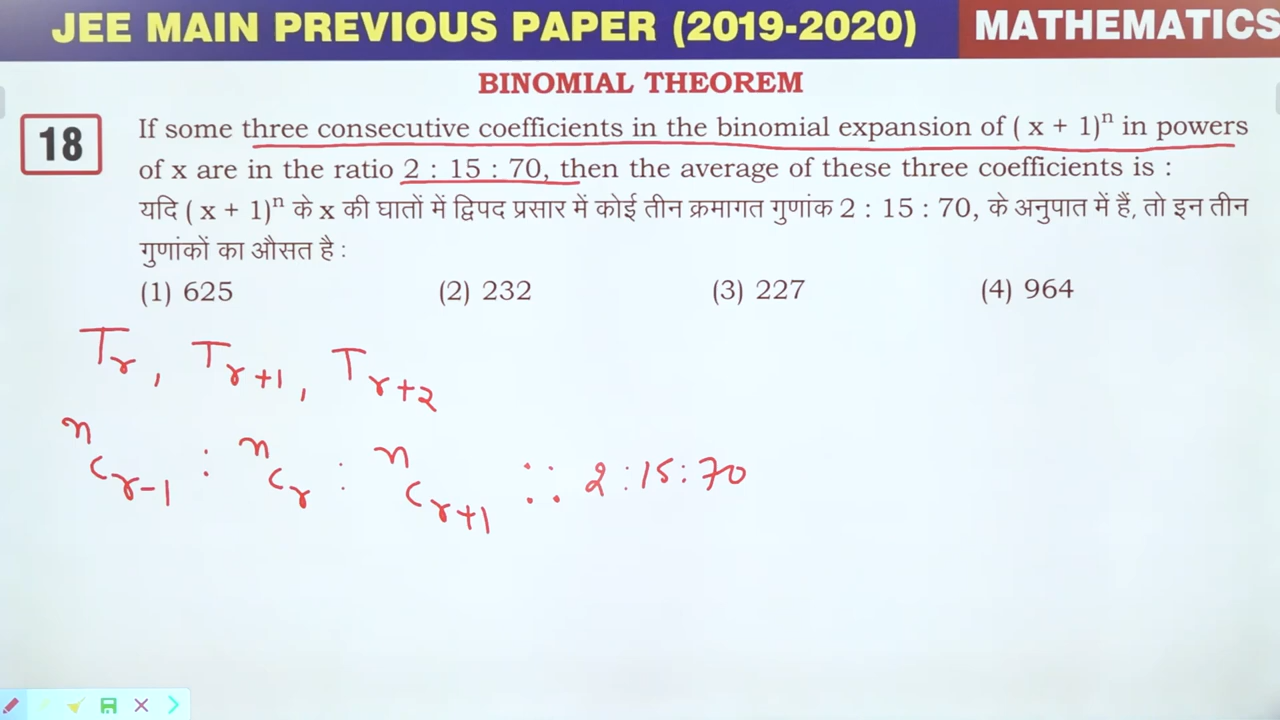 JEE MAIN PREVIOUS PAPER (2019-2020) MATHEMATICS
BINOMIAL THEOREM
18 If some three consecutive coefficients in the binomial expansion of ( x + 1)ⁿ in powers
of x are in the ratio 2 : 15 : 70, then the average of these three coefficients is :
यदि ( x + 1)ⁿ के x की घातों में द्विपद प्रसार में कोई तीन क्रमागत गुणांक 2 : 15 : 70, के अनुपात में हैं, तो इन तीन
गुणांकों का औसत है :
(1) 625 (2) 232 (3) 227 (4) 964
Tᵣ , Tᵣ₊₁ , Tᵣ₊₂
ⁿCᵣ₋₁ : ⁿCᵣ : ⁿCᵣ₊₁ :: 2 : 15 : 70